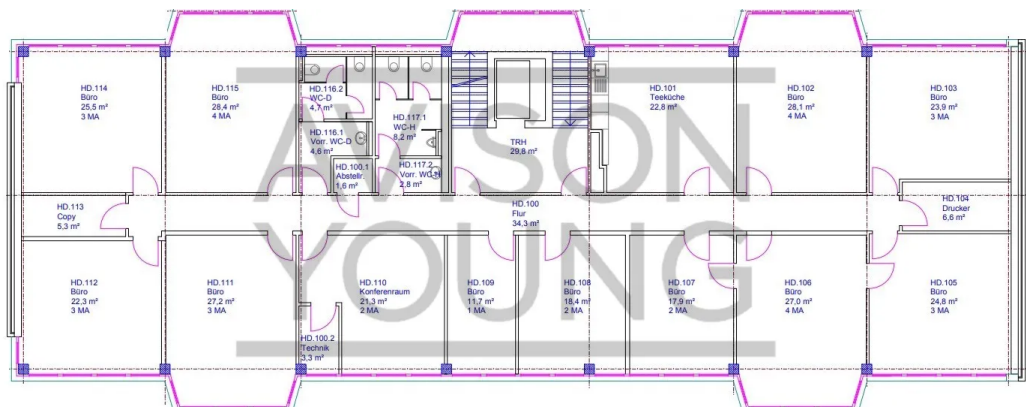 HD.114
Büro
25,5 m²
3 MA
HD.115
Büro
28,4 m²
4 MA
HD.116.2
WC-D
4,7 m²
HD.116.1
Vorr. WC-D
4,6 m²
HD.100.1
Abstellr.
1,6 m²
HD.117.1
WC-H
8,2 m²
HD.117.2
Vorr. WC-H
2,8 m²
TRH
29,8 m²
HD.101
Teeküche
22,8 m²
HD.102
Büro
28,1 m²
4 MA
HD.103
Büro
23,9 m²
3 MA
HD.113
Copy
5,3 m²
HD.100
Flur
34,3 m²
HD.104
Drucker
6,6 m²
HD.112
Büro
22,3 m²
3 MA
HD.111
Büro
27,2 m²
3 MA
HD.110
Konferenraum
21,3 m²
2 MA
HD.100.2
Technik
3,3 m²
HD.109
Büro
11,7 m²
1 MA
HD.108
Büro
18,4 m²
2 MA
HD.107
Büro
17,9 m²
2 MA
HD.106
Büro
27,0 m²
4 MA
HD.105
Büro
24,8 m²
3 MA
AVISON
YOUNG